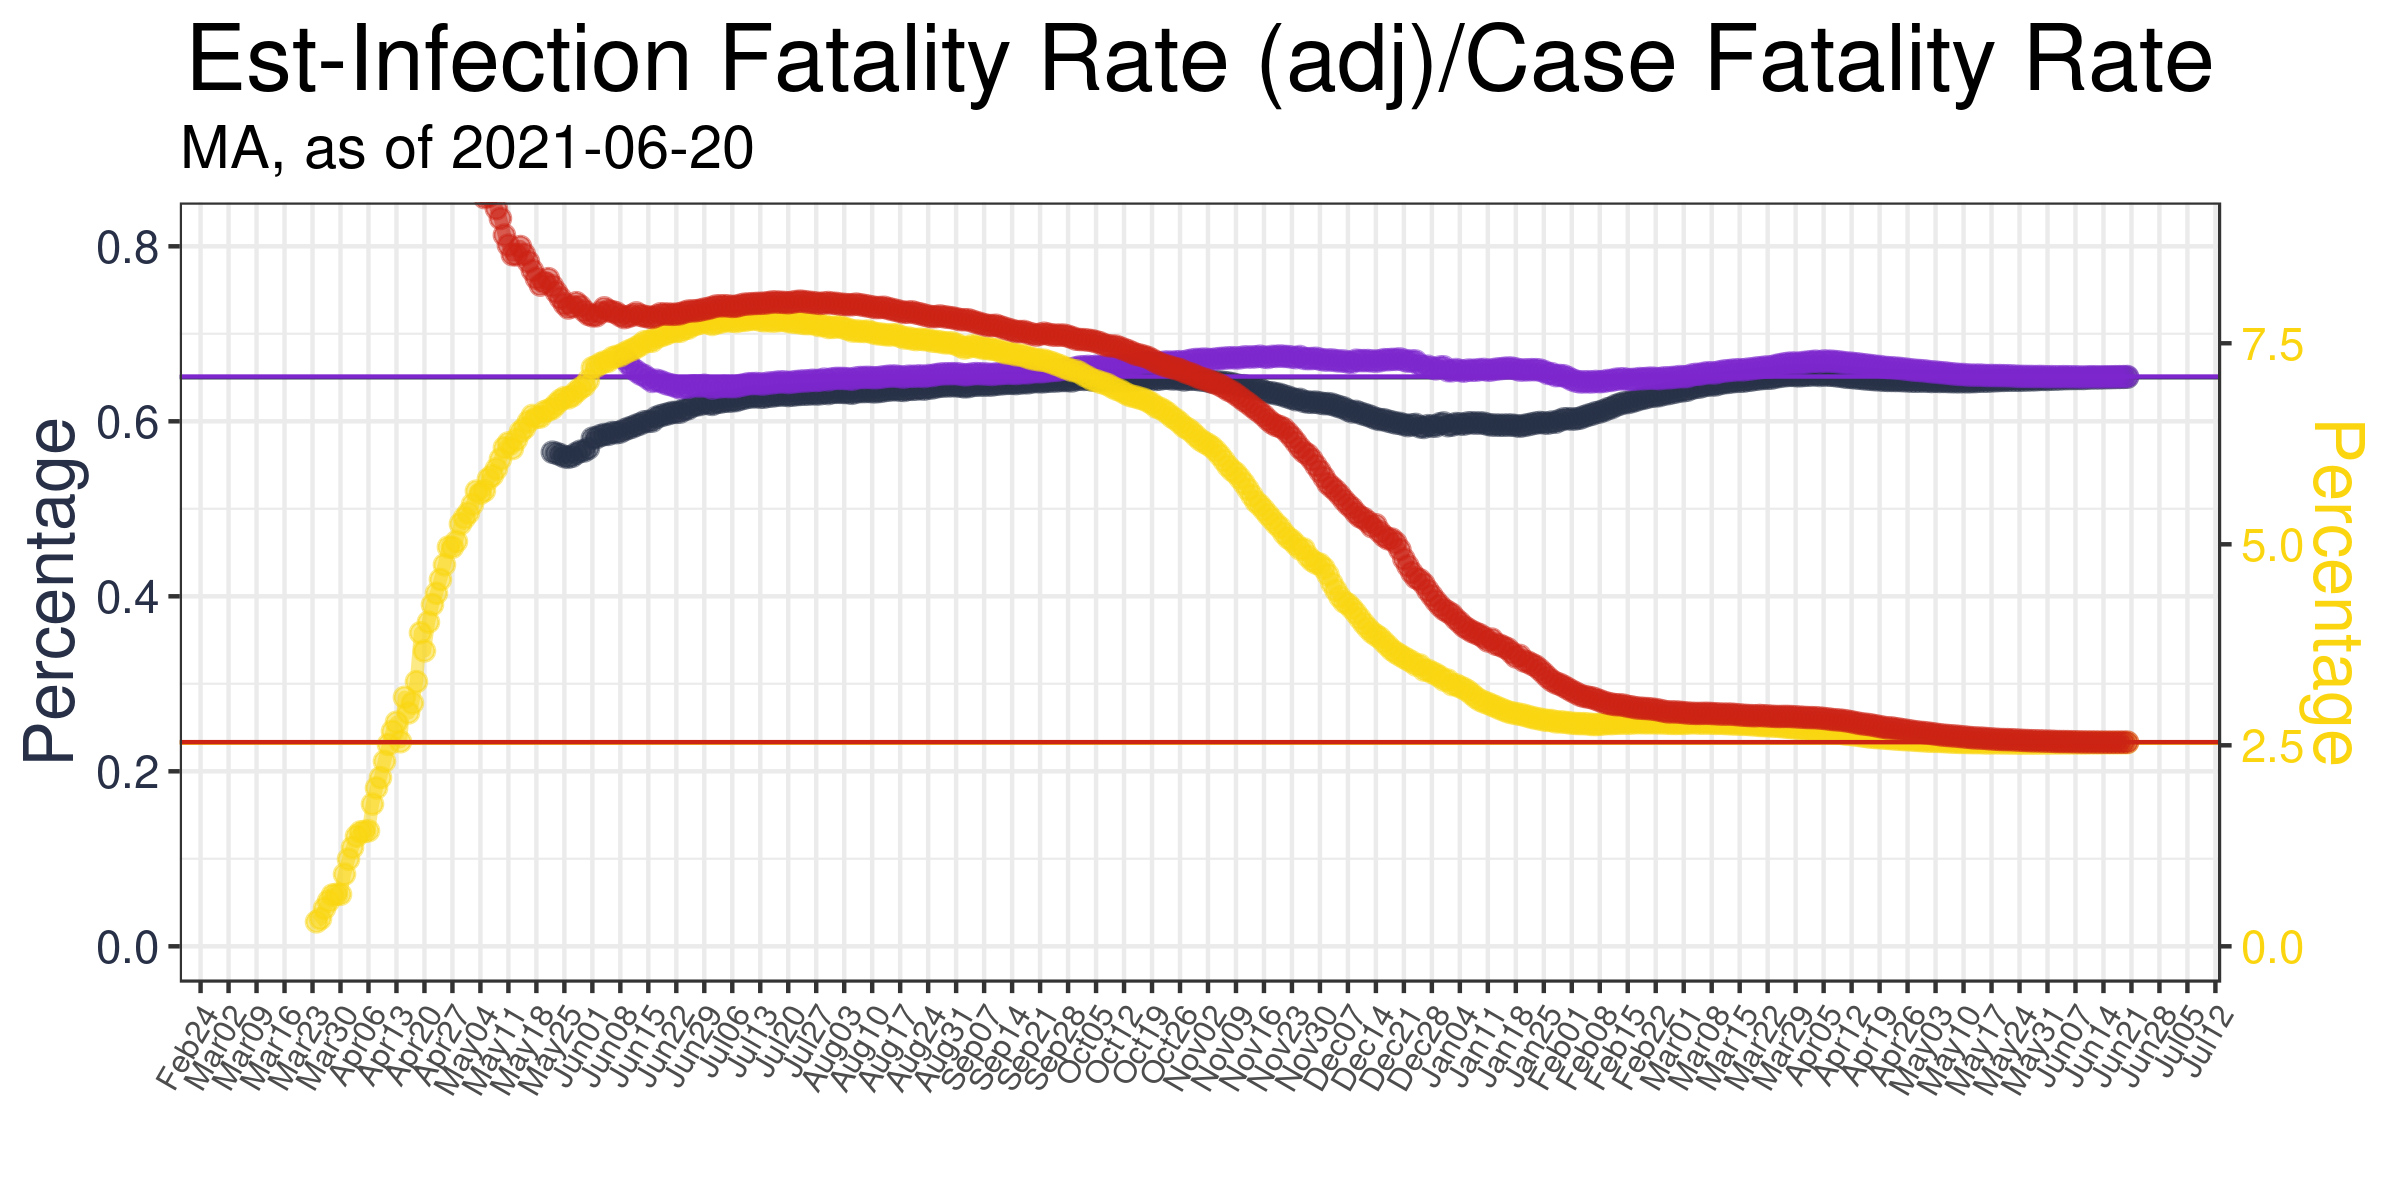 Est-Infection Fatality Rate (adj)/Case Fatality Rate
MA, as of 2021-06-20
Percentage
0.8
0.6
0.4
0.2
0.0
7.5
5.0
2.5
0.0
Percentage
Feb24
Mar02
Mar09
Mar16
Mar23
Mar30
Apr06
Apr13
Apr20
Apr27
May04
May11
May18
May25
Jun01
Jun08
Jun15
Jun22
Jun29
Jul06
Jul13
Jul20
Jul27
Aug03
Aug10
Aug17
Aug24
Aug31
Sep07
Sep14
Sep21
Sep28
Oct05
Oct12
Oct19
Oct26
Nov02
Nov09
Nov16
Nov23
Nov30
Dec07
Dec14
Dec21
Dec28
Jan04
Jan11
Jan18
Jan25
Feb01
Feb08
Feb15
Feb22
Mar01
Mar08
Mar15
Mar22
Mar29
Apr05
Apr12
Apr19
Apr26
May03
May10
May17
May24
May31
Jun07
Jun14
Jun21
Jun28
Jul05
Jul12